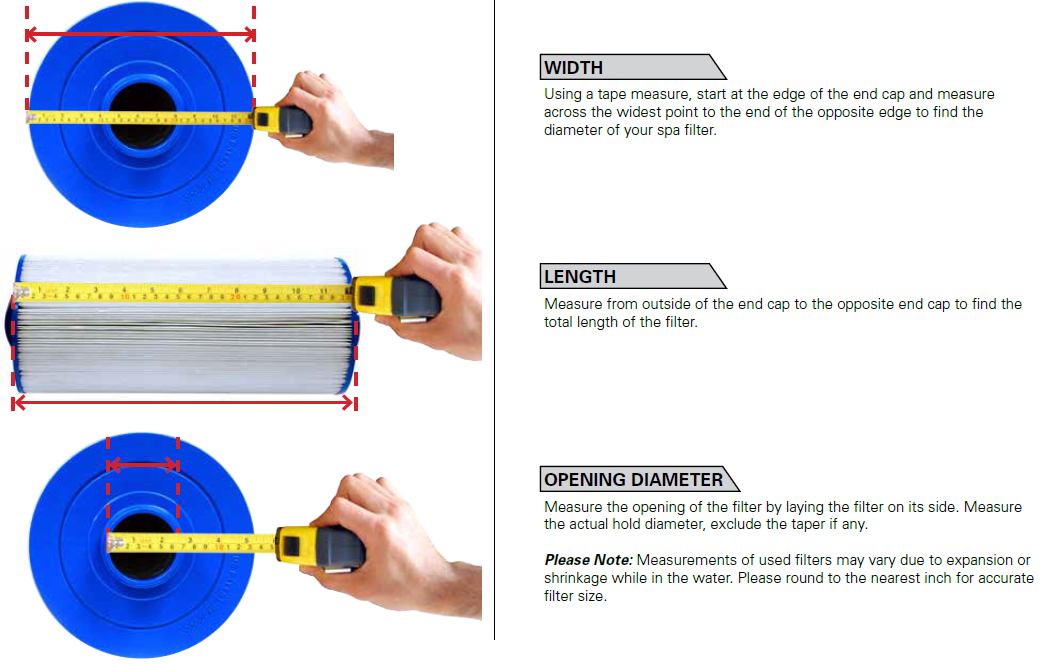 WIDTH
Using a tape measure, start at the edge of the end cap and measure
across the widest point to the end of the opposite edge to find the
diameter of your spa filter.
LENGTH
Measure from outside of the end cap to the opposite end cap to find the
total length of the filter.
OPENING DIAMETER
Measure the opening of the filter by laying the filter on its side. Measure
the actual hold diameter, exclude the taper if any.
Please Note: Measurements of used filters may vary due to expansion or
shrinkage while in the water. Please round to the nearest inch for accurate
filter size.